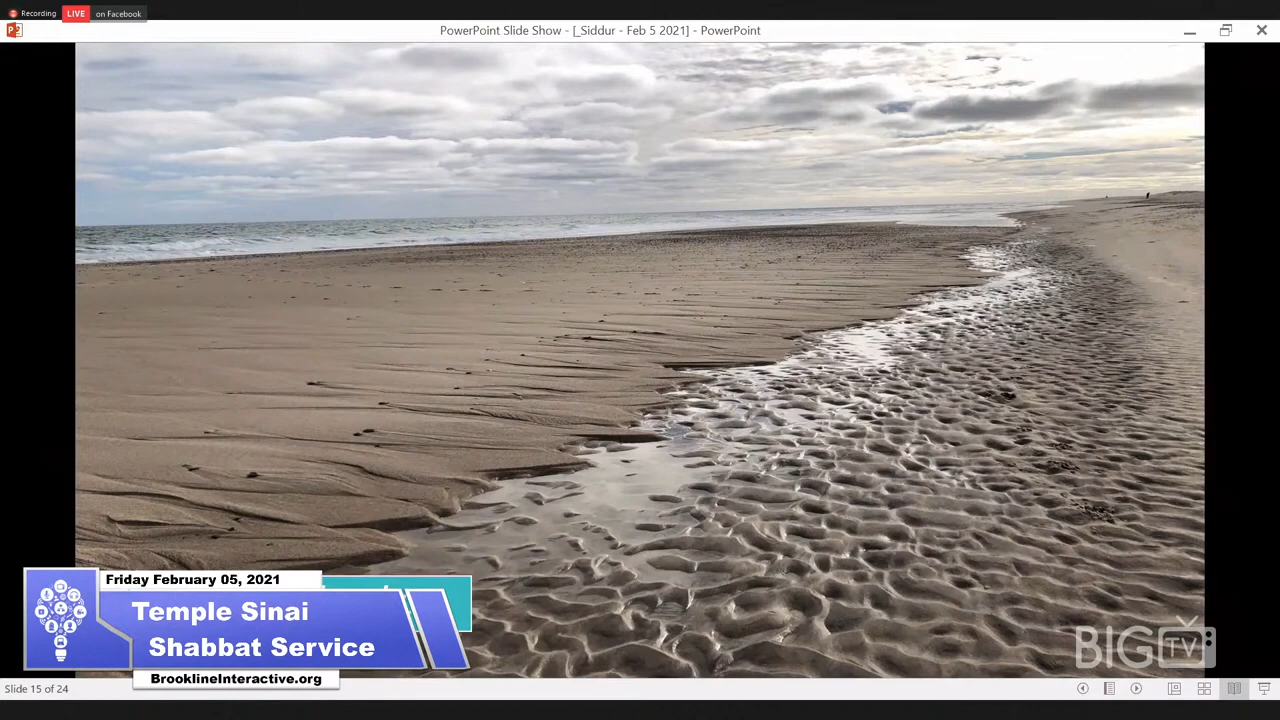 Recording LIVE on Facebook
PowerPoint Slide Show - [_Siddur - Feb 5 2021] - PowerPoint
Friday February 05, 2021
Temple Sinai
Shabbat Service
BrooklineInteractive.org
BIG TV
Slide 15 of 24